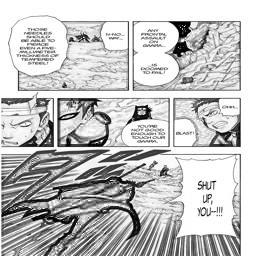 THOSE
NEEDLES
SHOULD
BE ABLE TO
PIERCE
EVEN A FIVE-
MILLIMETER
THICKNESS OF
TEMPERED
STEEL!
N-NO...
WAY...
ANY
FRONTAL
ASSAULT
ON
GAARA...
...IS
DOOMED
TO FAIL!
YOU'RE
NOT GOOD
ENOUGH TO
TOUCH OUR
GAARA.
OHH...
BLAST!
SHUT
UP,
YOU--!!!